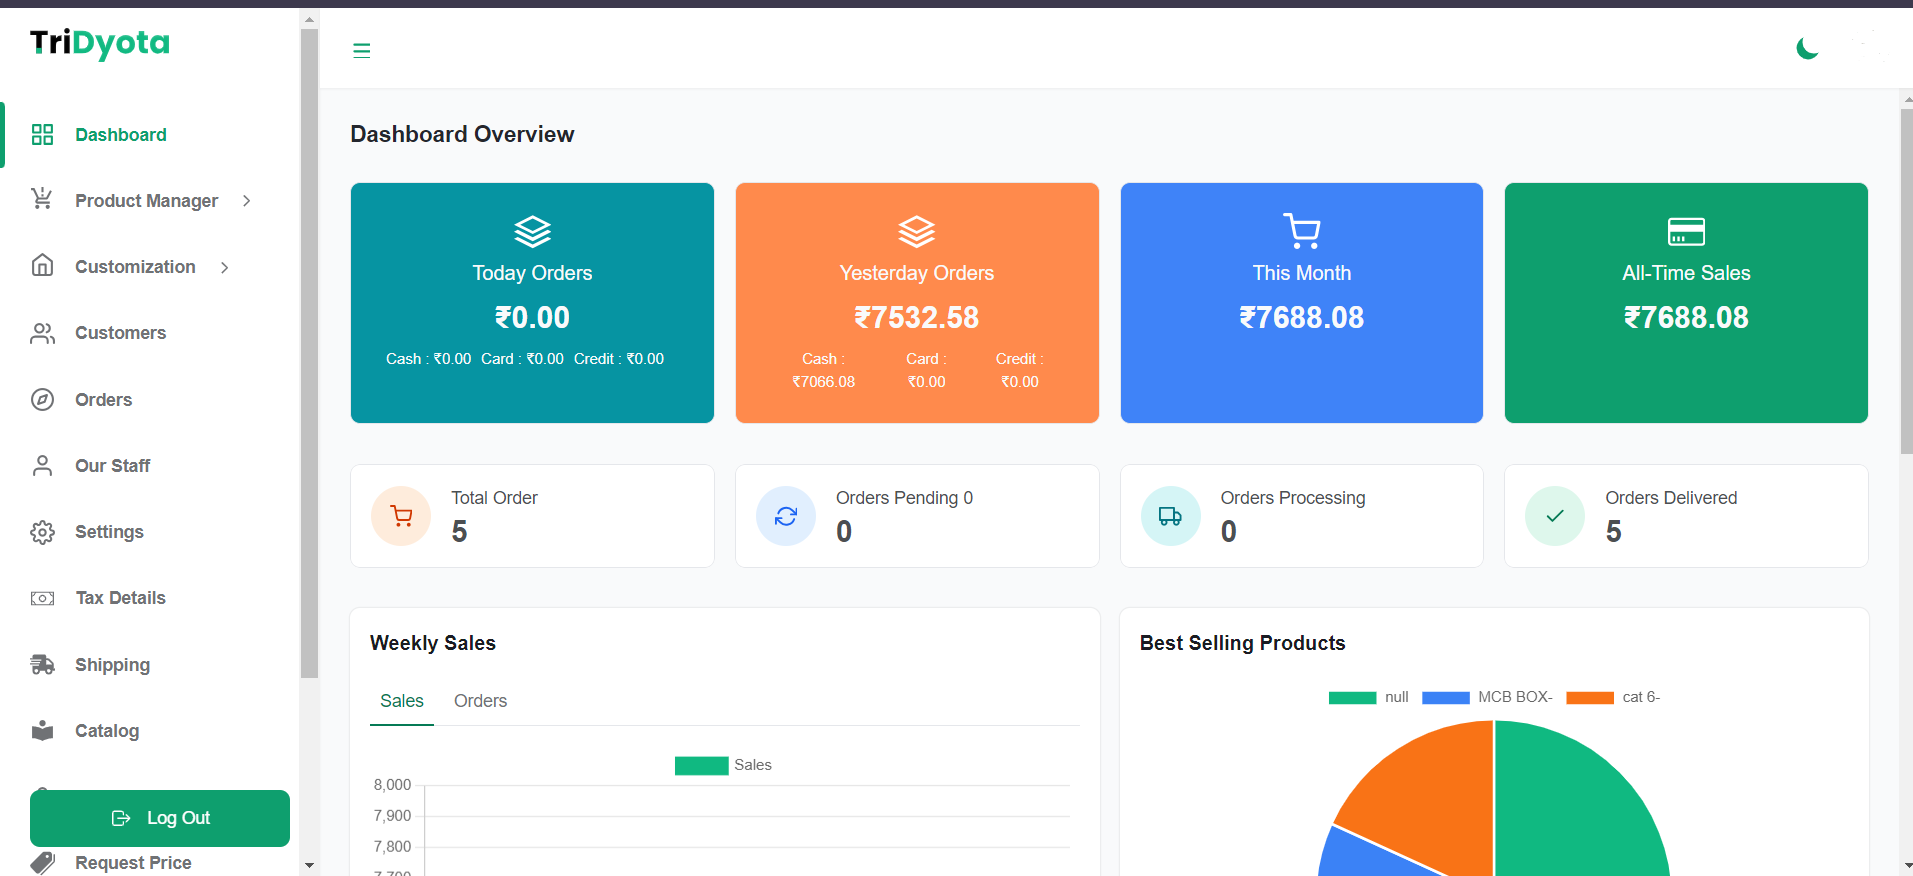 TriDyota
Dashboard
Product Manager
Customization
Customers
Orders
Our Staff
Settings
Tax Details
Shipping
Catalog
Log Out
Request Price
Dashboard Overview
Today Orders
₹0.00
Cash : ₹0.00 Card : ₹0.00 Credit : ₹0.00
Yesterday Orders
₹7532.58
Cash : Card : Credit :
₹7066.08 ₹0.00 ₹0.00
This Month
₹7688.08
All-Time Sales
₹7688.08
Total Order
5
Orders Pending 0
0
Orders Processing
0
Orders Delivered
5
Weekly Sales
Sales Orders
Sales
8,000
7,900
7,800
7,700
Best Selling Products
null MCB BOX- cat 6-